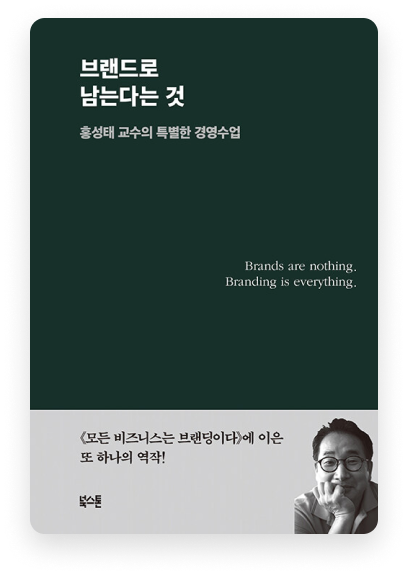 브랜드로
남는다는 것
홍성태 교수의 특별한 경영수업
Brands are nothing.
Branding is everything.
《모든 비즈니스는 브랜딩이다》에 이은
또 하나의 역작!
북스톤